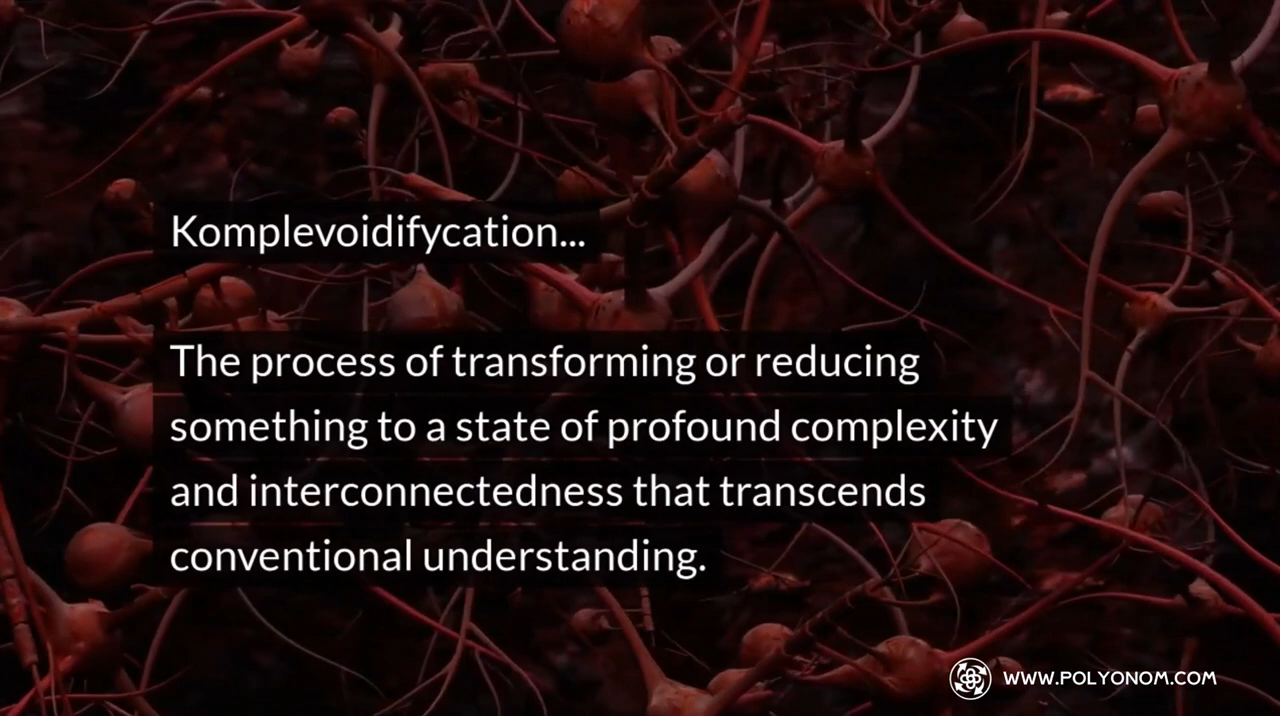 Komplevoidifycation...
The process of transforming or reducing
something to a state of profound complexity
and interconnectedness that transcends
conventional understanding.
WWW.POLYONOM.COM